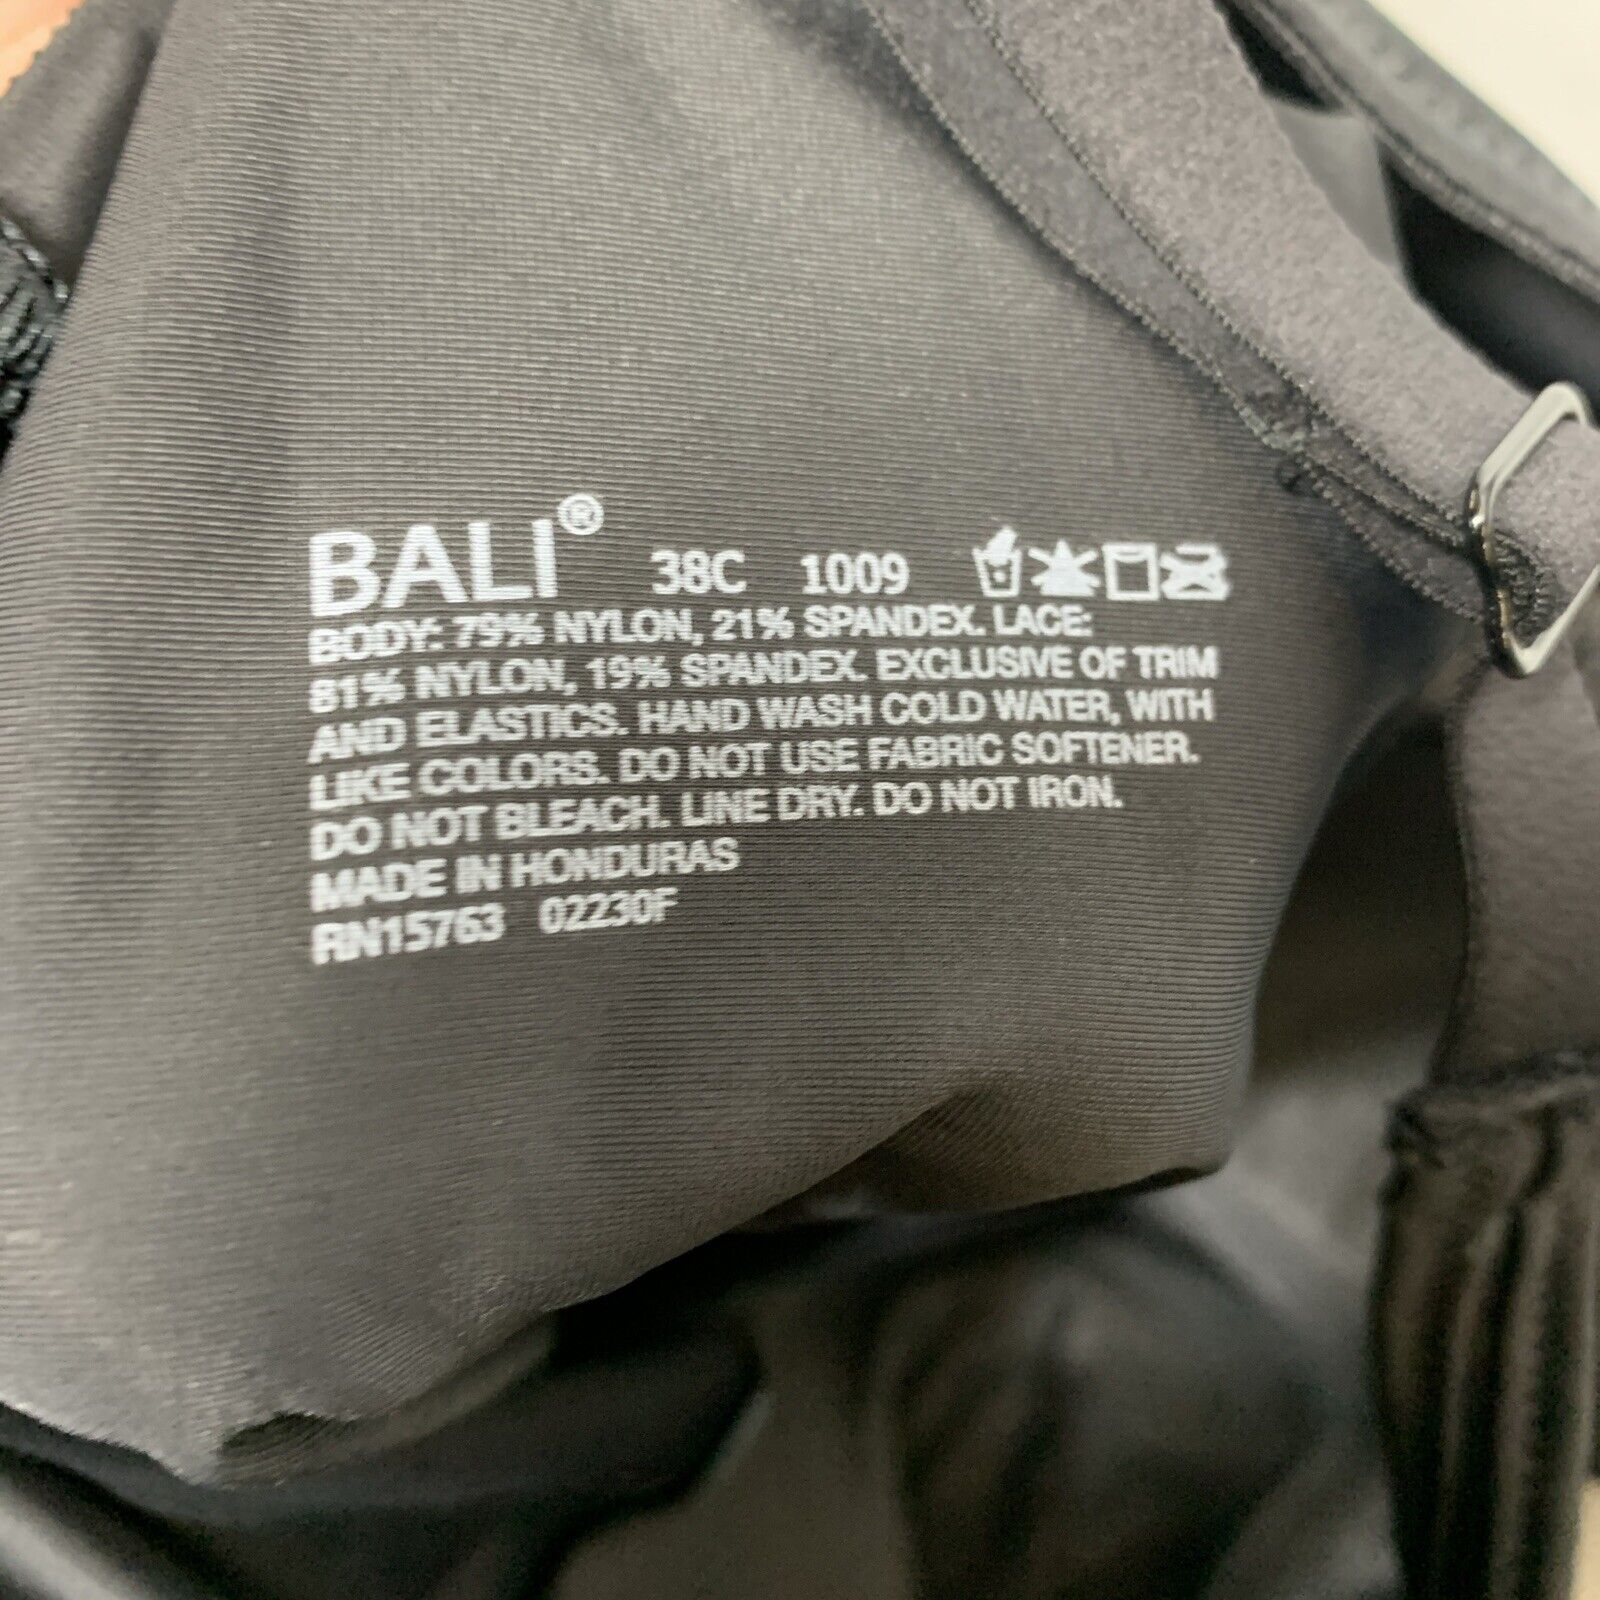 BALI® 38C 1009
BODY: 79% NYLON, 21% SPANDEX. LACE:
81% NYLON, 19% SPANDEX. EXCLUSIVE OF TRIM
AND ELASTICS. HAND WASH COLD WATER, WITH
LIKE COLORS. DO NOT USE FABRIC SOFTENER.
DO NOT BLEACH. LINE DRY. DO NOT IRON.
MADE IN HONDURAS
RN15763 02230F